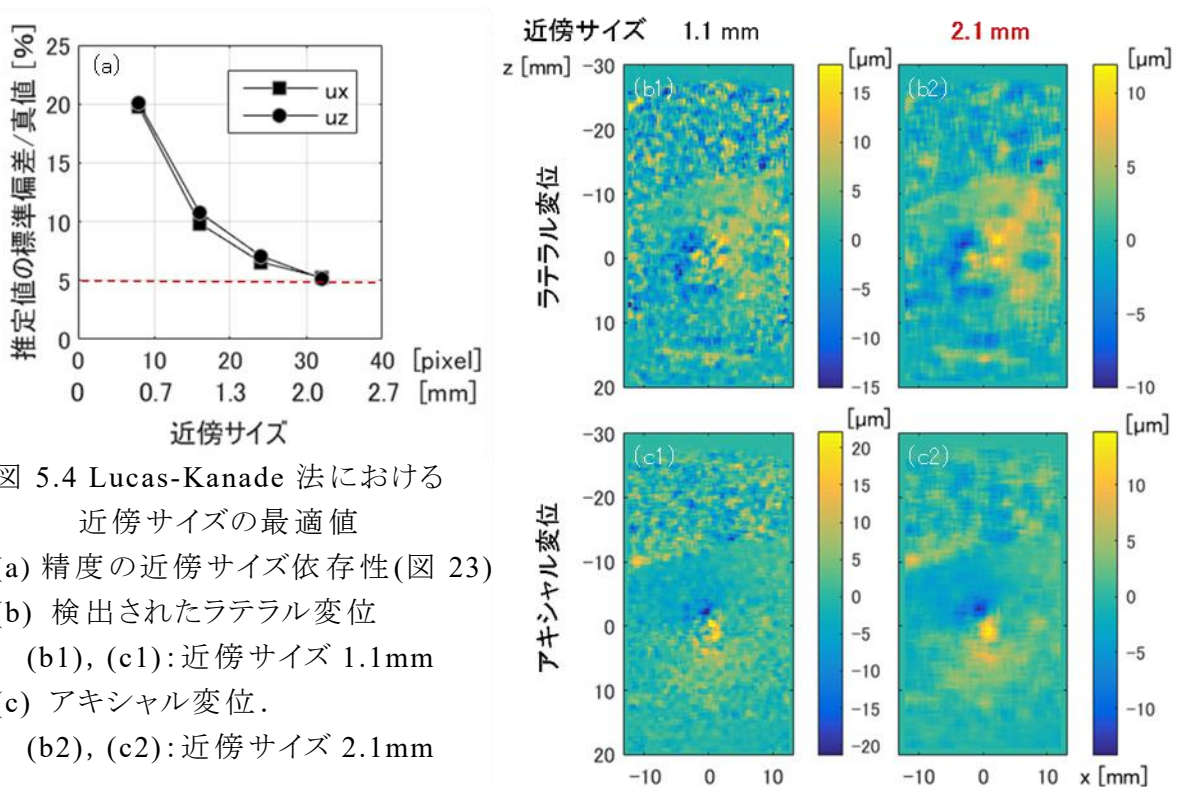 推定値の標準偏差/真値 [%]
25
20
15
10
5
0
(a)
ux
uz
0 10 20 30 40 [pixel]
0 0.7 1.3 2.0 2.7 [mm]
近傍サイズ
図 5.4 Lucas-Kanade 法における
近傍サイズの最適値
(a) 精度の近傍サイズ依存性(図 23)
(b) 検出されたラテラル変位
(b1), (c1):近傍サイズ 1.1mm
(c) アキシャル変位.
(b2), (c2):近傍サイズ 2.1mm
近傍サイズ 1.1 mm 2.1 mm
ラテラル変位
z [mm] -30
-20
-10
0
10
20
(b1)
[µm]
15
10
5
0
-5
-10
-15
(b2)
[µm]
10
5
0
-5
-10
アキシャル変位
-30
-20
-10
0
10
20
(c1)
[µm]
20
15
10
5
0
-5
-10
-15
-20
(c2)
[µm]
10
5
0
-5
-10
-10 0 10
-10 0 10 x [mm]